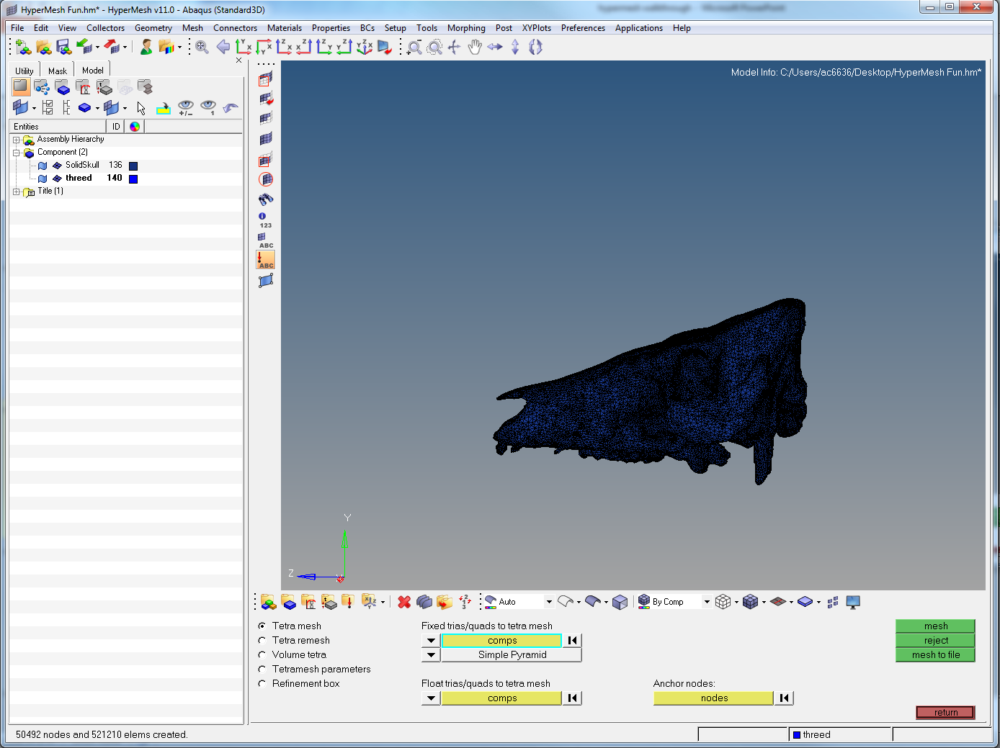 HyperMesh Fun.hm* - HyperMesh v11.0 - Abaqus (Standard3D)
File Edit View Collectors Geometry Mesh Connectors Materials Properties BCs Setup Tools Morphing Post XYPlots Preferences Applications Help
Utility Mask Model
Model Info: C:/Users/ac6636/Desktop/HyperMesh Fun.hm*
Entities ID
Assembly Hierarchy
Component (2)
SolidSkull 136
threed 140
Title (1)
123
ABC
ABC
Y
Z
Auto By Comp
Tetra mesh Fixed trias/quads to tetra mesh mesh
Tetra remesh comps reject
Volume tetra Simple Pyramid mesh to file
Tetramesh parameters
Refinement box Float trias/quads to tetra mesh Anchor nodes:
comps nodes
return
50492 nodes and 521210 elems created. threed